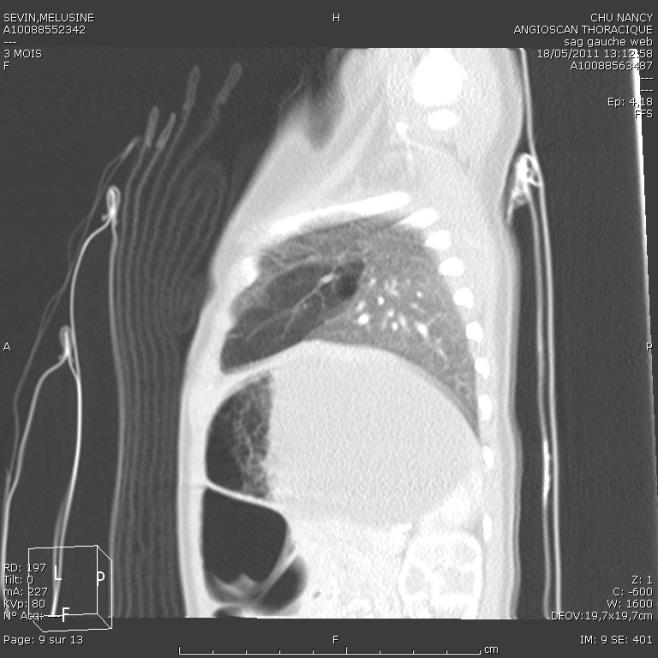 SEVIN,MELUSINE
A10088552342
---
3 MOIS
F
H
CHU NANCY
ANGIOSCAN THORACIQUE
sag gauche web
18/05/2011 13:12:58
A10088563487
---
---
Ep: 4,18
FFS
A
P
L
P
F
RD: 197
Tilt: 0
mA: 227
KVp: 80
N° Acq:
Page: 9 sur 13
F
cm
Z: 1
C: -600
W: 1600
DFOV:19,7x19,7cm
IM: 9 SE: 401